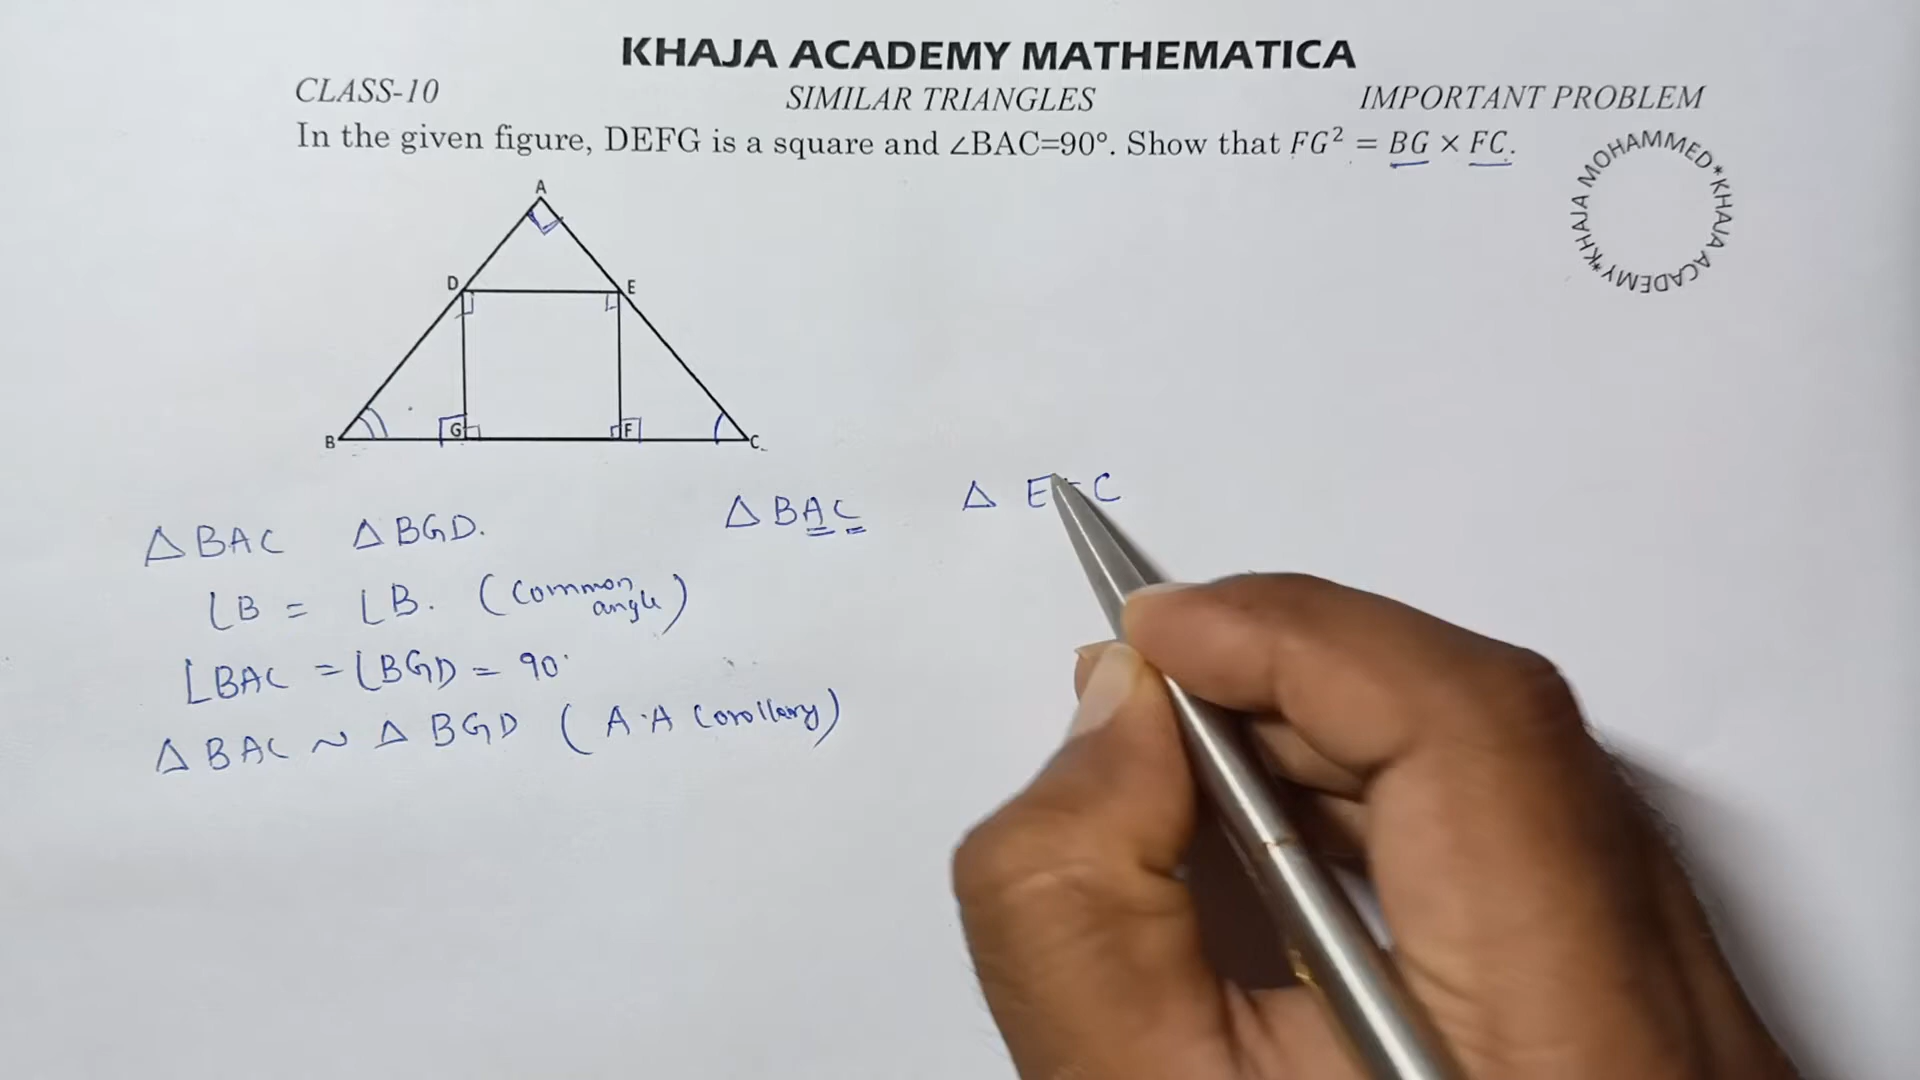 KHAJA ACADEMY MATHEMATICA
CLASS-10 SIMILAR TRIANGLES IMPORTANT PROBLEM
In the given figure, DEFG is a square and ∠BAC=90°. Show that FG² = BG × FC.
KHAJA MOHAMMED*KHAJA ACADEMY*
A
D E
B G F C
△BAC △BGD. △BAC △ E C
∠B = ∠B. (Common angle)
∠BAC = ∠BGD = 90°
△BAC ~ △BGD (A.A Corollary)